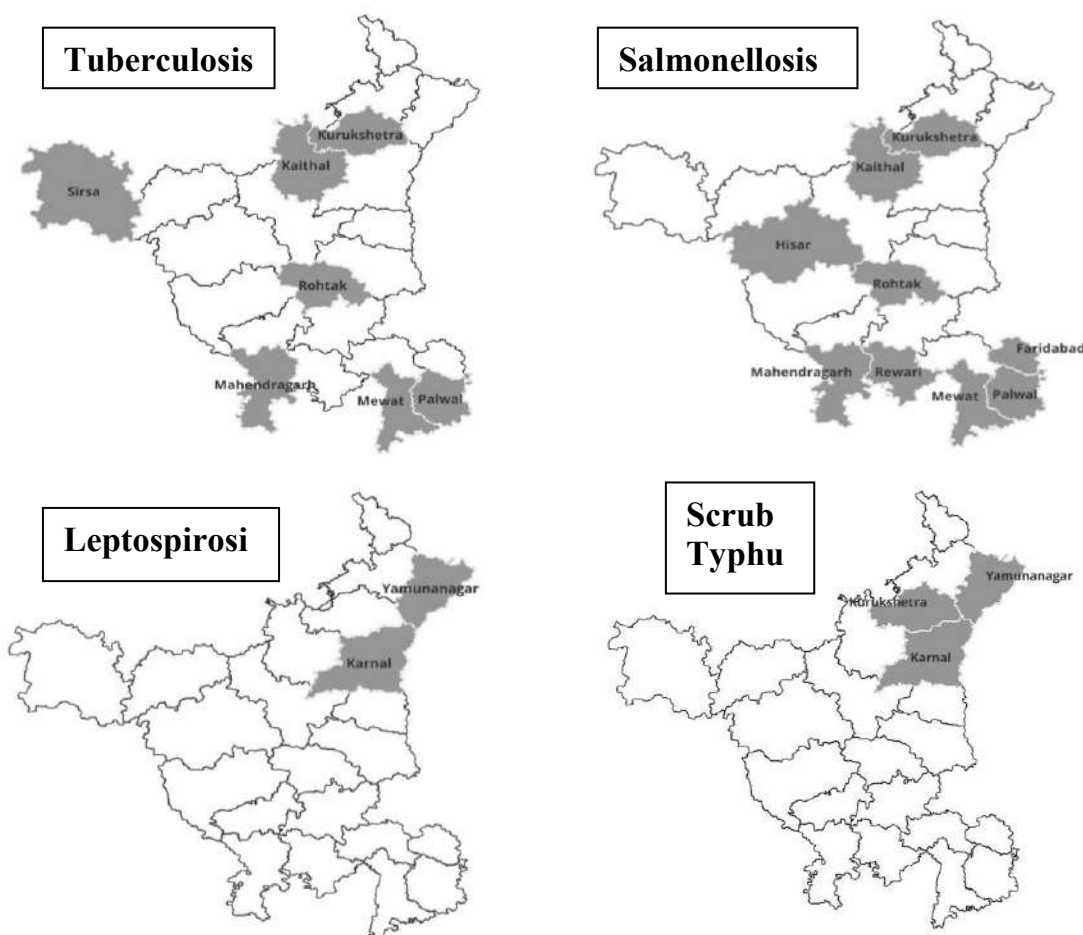 Tuberculosis
Kurukshetra
Kaithal
Sirsa
Rohtak
Mahendragarh
Mewat
Palwal
Salmonellosis
Kurukshetra
Kaithal
Hisar
Rohtak
Faridabad
Mahendragarh
Rewari
Mewat
Palwal
Leptospirosi
Yamunanagar
Karnal
Scrub
Typhu
Yamunanagar
Kurukshetra
Karnal